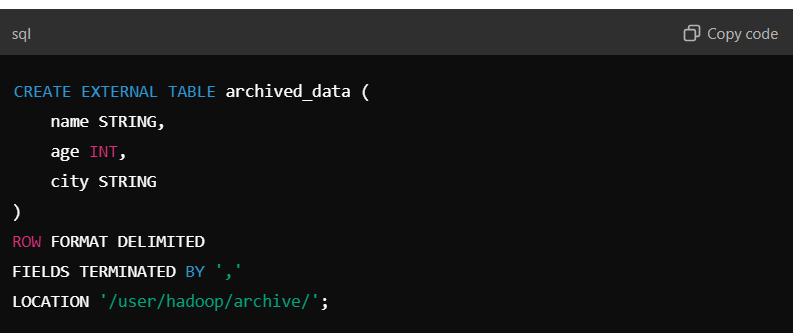 sql
Copy code
CREATE EXTERNAL TABLE archived_data (
    name STRING,
    age INT,
    city STRING
)
ROW FORMAT DELIMITED
FIELDS TERMINATED BY ','
LOCATION '/user/hadoop/archive/';